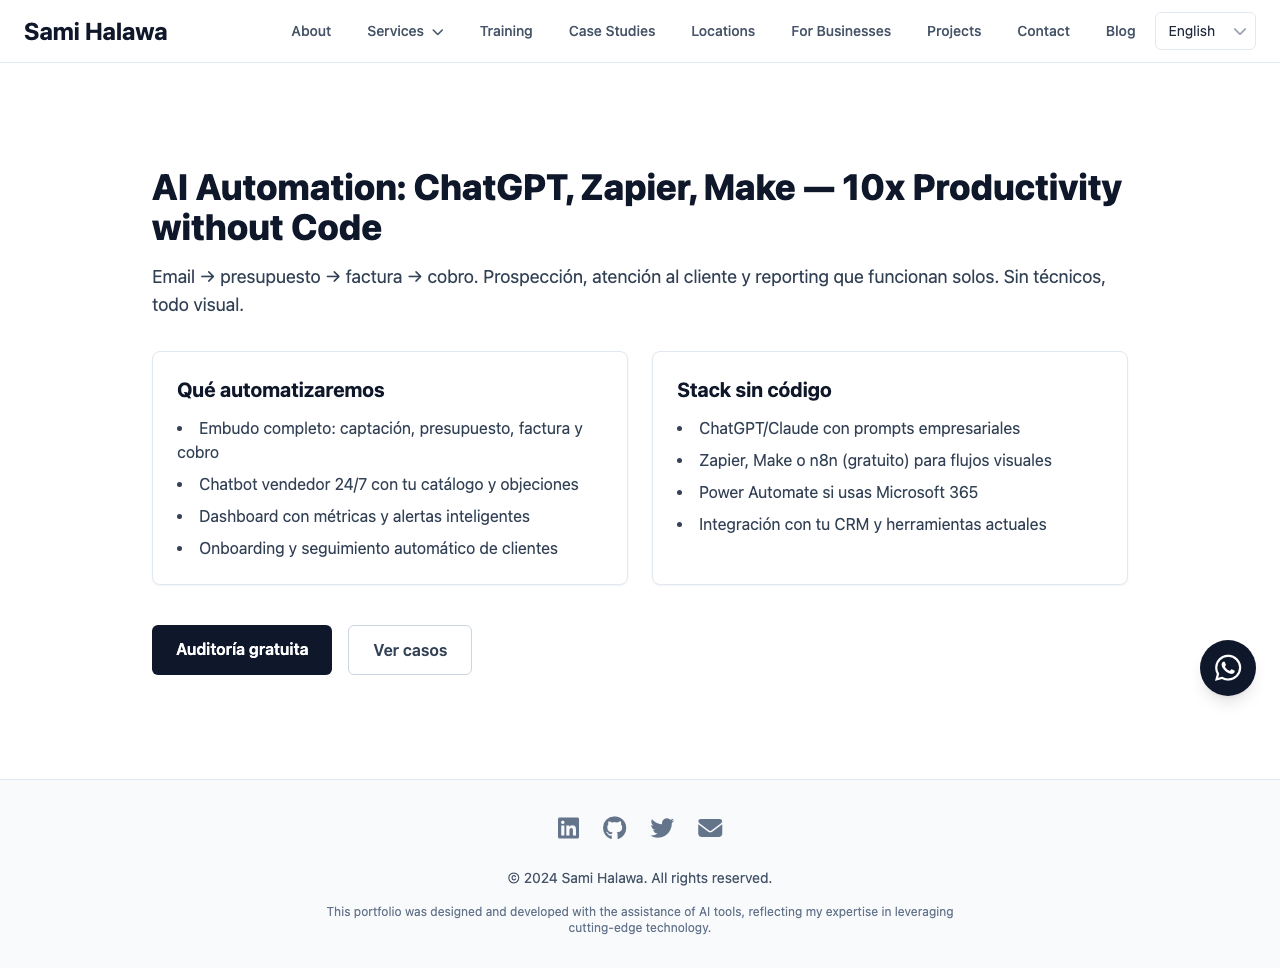 Sami Halawa
About
Services
Training
Case Studies
Locations
For Businesses
Projects
Contact
Blog
English
AI Automation: ChatGPT, Zapier, Make — 10x Productivity
without Code
Email → presupuesto → factura → cobro. Prospección, atención al cliente y reporting que funcionan solos. Sin técnicos,
todo visual.
Qué automatizaremos
• Embudo completo: captación, presupuesto, factura y
cobro
• Chatbot vendedor 24/7 con tu catálogo y objeciones
• Dashboard con métricas y alertas inteligentes
• Onboarding y seguimiento automático de clientes
Stack sin código
• ChatGPT/Claude con prompts empresariales
• Zapier, Make o n8n (gratuito) para flujos visuales
• Power Automate si usas Microsoft 365
• Integración con tu CRM y herramientas actuales
Auditoría gratuita
Ver casos
© 2024 Sami Halawa. All rights reserved.
This portfolio was designed and developed with the assistance of AI tools, reflecting my expertise in leveraging
cutting-edge technology.